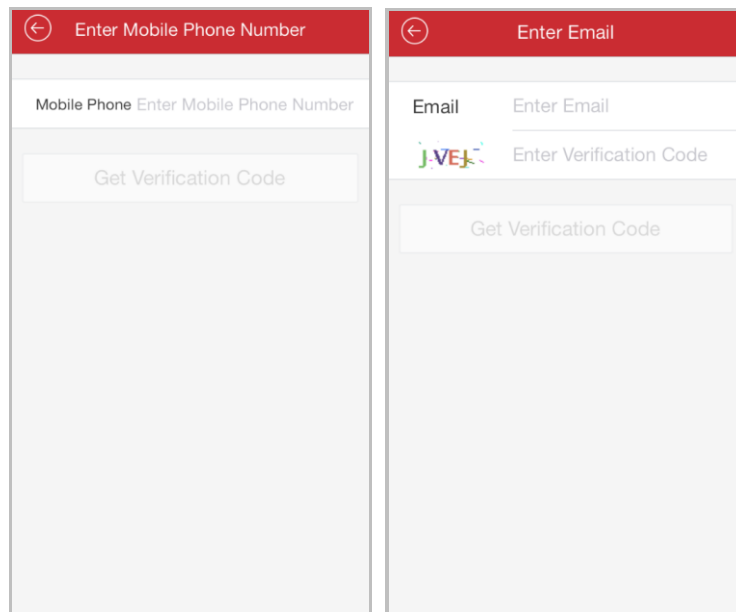 Enter Mobile Phone Number
Mobile Phone Enter Mobile Phone Number
Get Verification Code
Enter Email
Email Enter Email
JVEJ Enter Verification Code
Get Verification Code